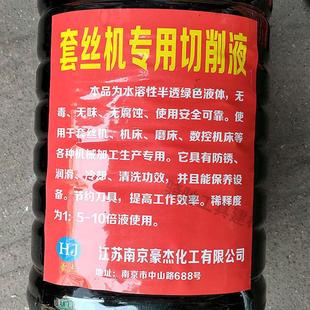 套丝机专用切削液
本品为水溶性半透绿色液体，无
毒、无味、无腐蚀、使用安全可靠。使
用于套丝机、机床、磨床、数控机床等
各种机械加工生产专用。它具有防锈、
润滑、冷却、清洗功效，并且能保养设
备。节约刀具，提高工作效率。稀释度
为1：5-10倍液使用。
HJ
江苏南京豪杰化工有限公司
地址：南京市中山路688号